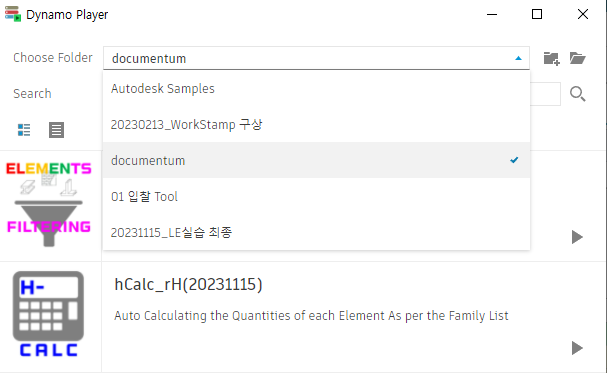 Dynamo Player
Choose Folder
documentum
Autodesk Samples
Search
20230213_WorkStamp 구상
documentum
01 입찰 Tool
20231115_LE실습 최종
ELEMENTS
FILTERING
hCalc_rH(20231115)
Auto Calculating the Quantities of each Element As per the Family List
H-
CALC